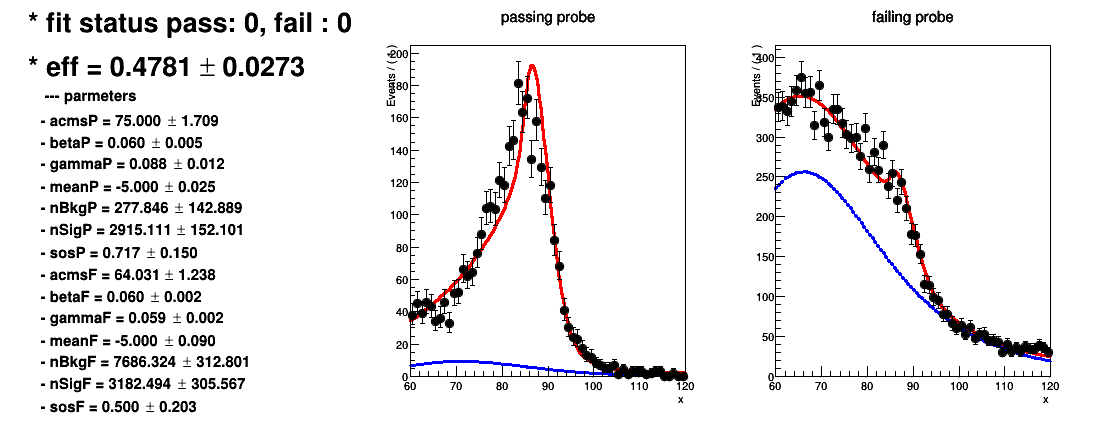 * fit status pass: 0, fail : 0
* eff = 0.4781 ± 0.0273
--- parmeters
- acmsP = 75.000 ± 1.709
- betaP = 0.060 ± 0.005
- gammaP = 0.088 ± 0.012
- meanP = -5.000 ± 0.025
- nBkgP = 277.846 ± 142.889
- nSigP = 2915.111 ± 152.101
- sosP = 0.717 ± 0.150
- acmsF = 64.031 ± 1.238
- betaF = 0.060 ± 0.002
- gammaF = 0.059 ± 0.002
- meanF = -5.000 ± 0.090
- nBkgF = 7686.324 ± 312.801
- nSigF = 3182.494 ± 305.567
- sosF = 0.500 ± 0.203
passing probe
Events / ( 1 )
200
180
160
140
120
100
80
60
40
20
0
60 70 80 90 100 110 120
x
failing probe
Events / ( 1 )
400
350
300
250
200
150
100
50
0
60 70 80 90 100 110 120
x